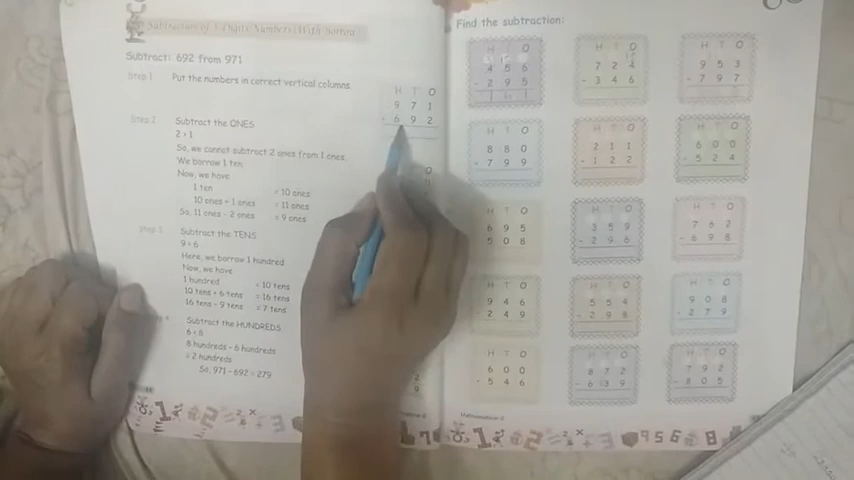 Subtraction of 3 Digits Numbers (With Borrow
Subtract: 692 from 971
Step 1 Put the numbers in correct vertical columns
H T O
9 7 1
- 6 9 2
Step 2 Subtract the ONES
2 > 1
So, we cannot subtract 2 ones from 1 ones.
We borrow 1 ten.
Now, we have
1 ten = 10 ones
10 ones + 1 ones = 11 ones
So, 11 ones - 2 ones = 9 ones
Step 3 Subtract the TENS
Here, we borrow 1 hundred
Now, we have
1 hundred = 10 tens
10 tens + 6 tens = 16 tens
16 tens - 9 tens = 7 tens
Subtract the HUNDREDS
8 hundreds - 6 hundreds
= 2 hundreds
So, 971 - 692 = 279
Find the subtraction:
H T O
4 5 6
- 2 9 5
H T O
7 2 4
- 3 4 6
H T O
9 5 3
- 7 9 7
H T O
8 8 0
- 7 9 9
H T O
2 1 1
- 1 2 2
H T O
6 0 0
- 5 2 4
H T O
6 9 5
5 0 8
H T O
3 5 9
- 2 9 6
H T O
7 6 2
- 6 9 8
H T O
9 4 6
2 4 9
H T O
5 5 4
- 2 9 8
H T O
9 0 8
- 2 7 9
H T O
6 0 0
- 5 4 6
H T O
8 7 2
- 6 3 9
H T O
7 9 2
- 8 0 5